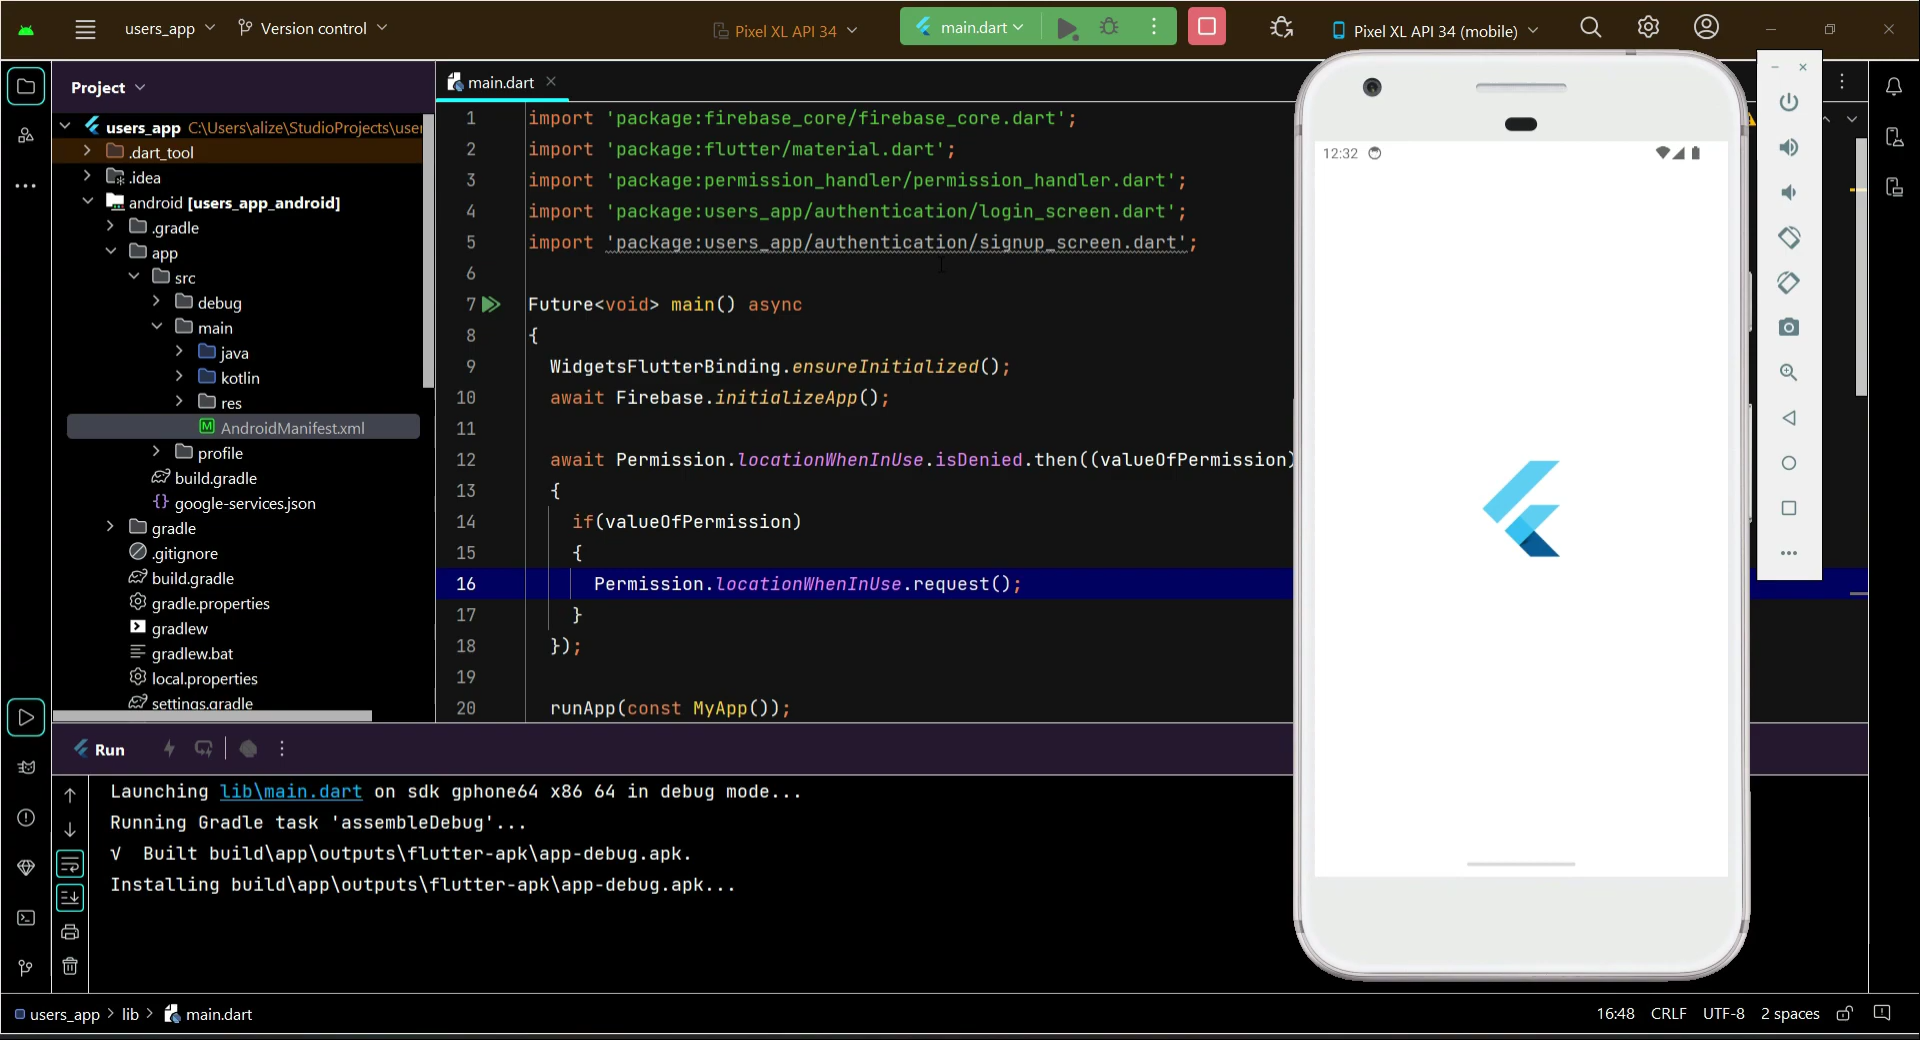 users_app
Version control
Pixel XL API 34
main.dart
Pixel XL API 34 (mobile)
Project
main.dart
users_app C:\Users\alize\StudioProjects\user
.dart_tool
.idea
android [users_app_android]
.gradle
app
src
debug
main
java
kotlin
res
AndroidManifest.xml
profile
build.gradle
google-services.json
gradle
.gitignore
build.gradle
gradle.properties
gradlew
gradlew.bat
local.properties
settings.gradle
1 import 'package:firebase_core/firebase_core.dart';
2 import 'package:flutter/material.dart';
3 import 'package:permission_handler/permission_handler.dart';
4 import 'package:users_app/authentication/login_screen.dart';
5 import 'package:users_app/authentication/signup_screen.dart';
6
7 Future<void> main() async
8 {
9 WidgetsFlutterBinding.ensureInitialized();
10 await Firebase.initializeApp();
11
12 await Permission.locationWhenInUse.isDenied.then((valueOfPermission)
13 {
14 if(valueOfPermission)
15 {
16 Permission.locationWhenInUse.request();
17 }
18 });
19
20 runApp(const MyApp());
12:32
Run
Launching lib\main.dart on sdk gphone64 x86 64 in debug mode...
Running Gradle task 'assembleDebug'...
√ Built build\app\outputs\flutter-apk\app-debug.apk.
Installing build\app\outputs\flutter-apk\app-debug.apk...
users_app > lib > main.dart
16:48 CRLF UTF-8 2 spaces